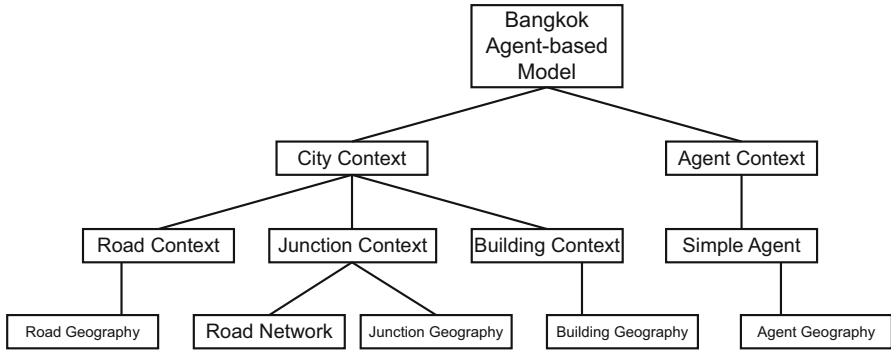 Bangkok
Agent-based
Model
City Context
Agent Context
Road Context
Junction Context
Building Context
Simple Agent
Road Geography
Road Network
Junction Geography
Building Geography
Agent Geography